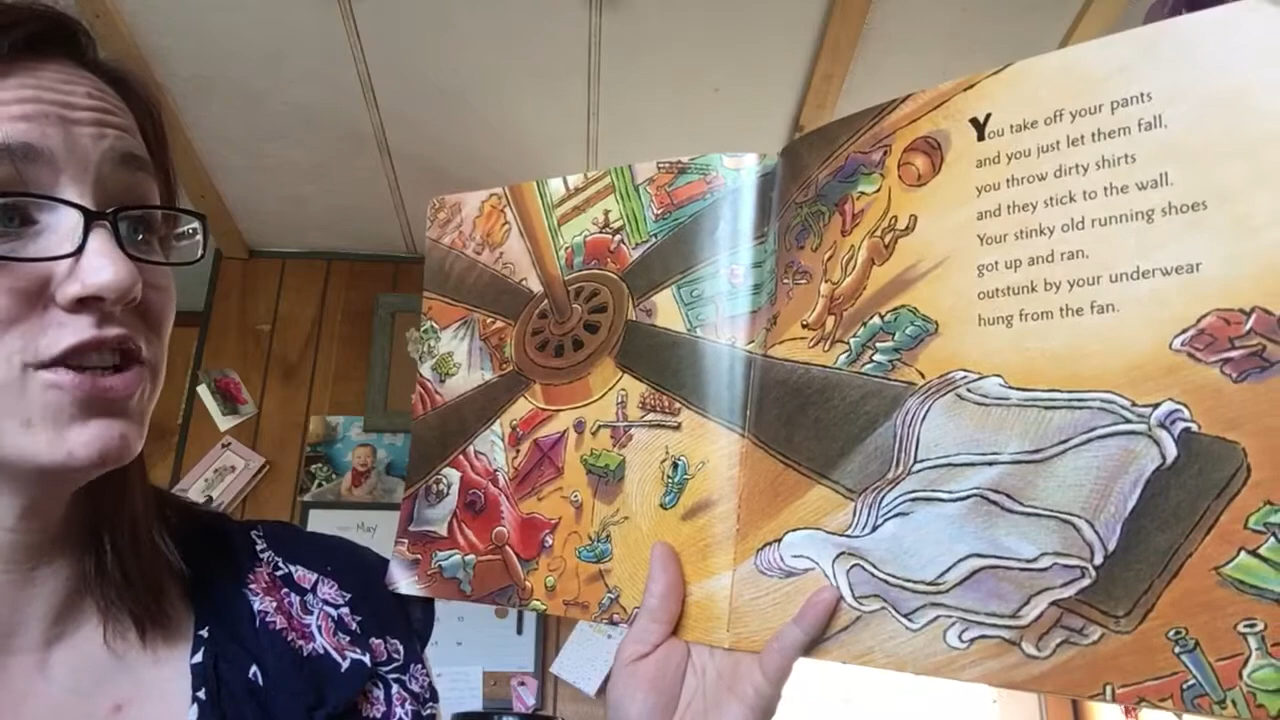 You take off your pants
and you just let them fall,
you throw dirty shirts
and they stick to the wall.
Your stinky old running shoes
got up and ran,
outstunk by your underwear
hung from the fan.
May